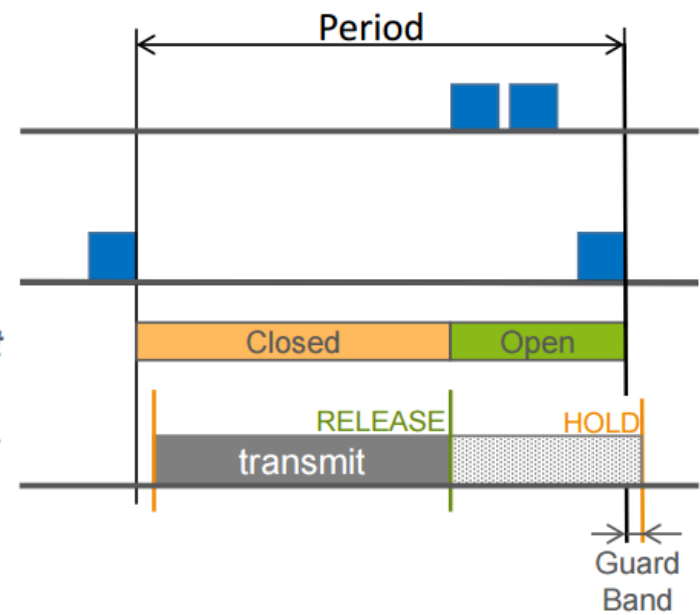 Period
Closed
Open
RELEASE
HOLD
transmit
Guard
Band